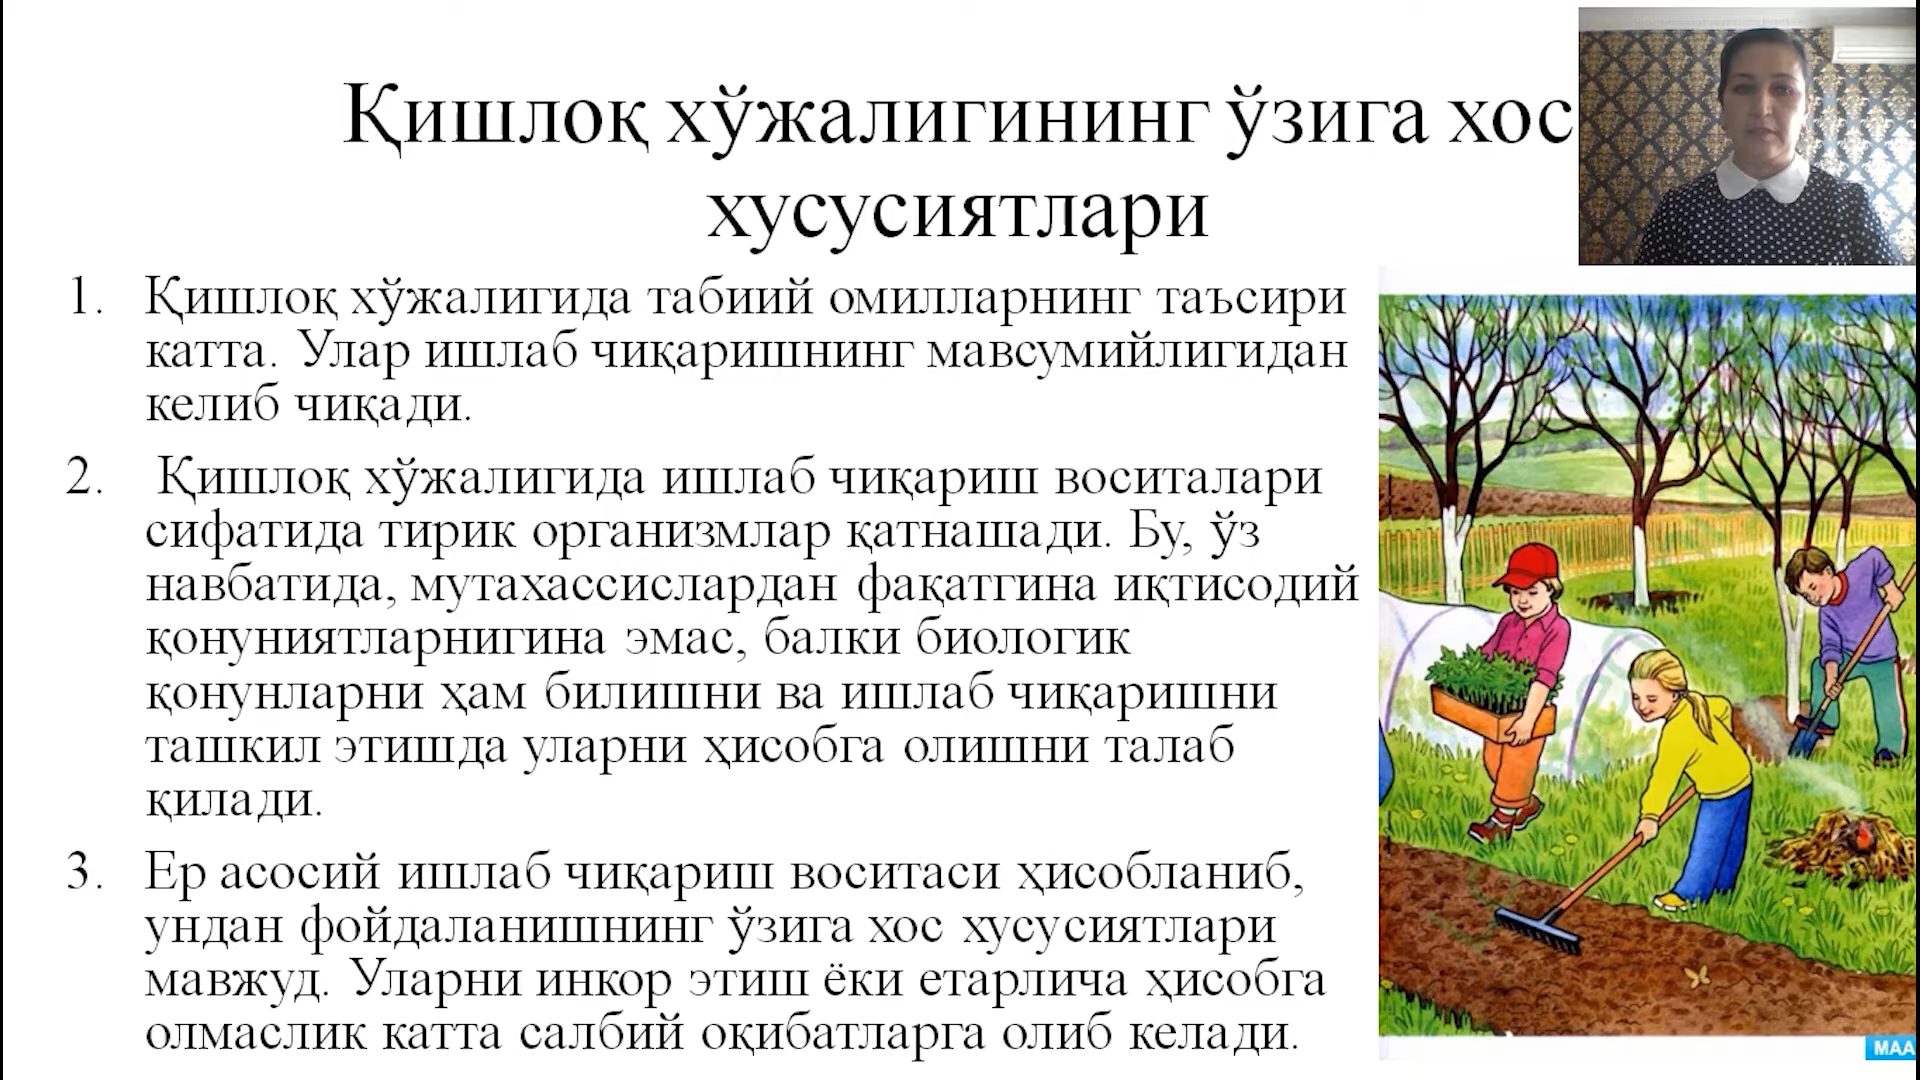 Қишлоқ хўжалигининг ўзига хос
хусусиятлари
1. Қишлоқ хўжалигида табиий омилларнинг таъсири
катта. Улар ишлаб чиқаришнинг мавсумийлигидан
келиб чиқади.
2. Қишлоқ хўжалигида ишлаб чиқариш воситалари
сифатида тирик организмлар қатнашади. Бу, ўз
навбатида, мутахассислардан фақатгина иқтисодий
қонуниятларнигина эмас, балки биологик
қонунларни ҳам билишни ва ишлаб чиқаришни
ташкил этишда уларни ҳисобга олишни талаб
қилади.
3. Ер асосий ишлаб чиқариш воситаси ҳисобланиб,
ундан фойдаланишнинг ўзига хос хусусиятлари
мавжуд. Уларни инкор этиш ёки етарлича ҳисобга
олмаслик катта салбий оқибатларга олиб келади.
МАА